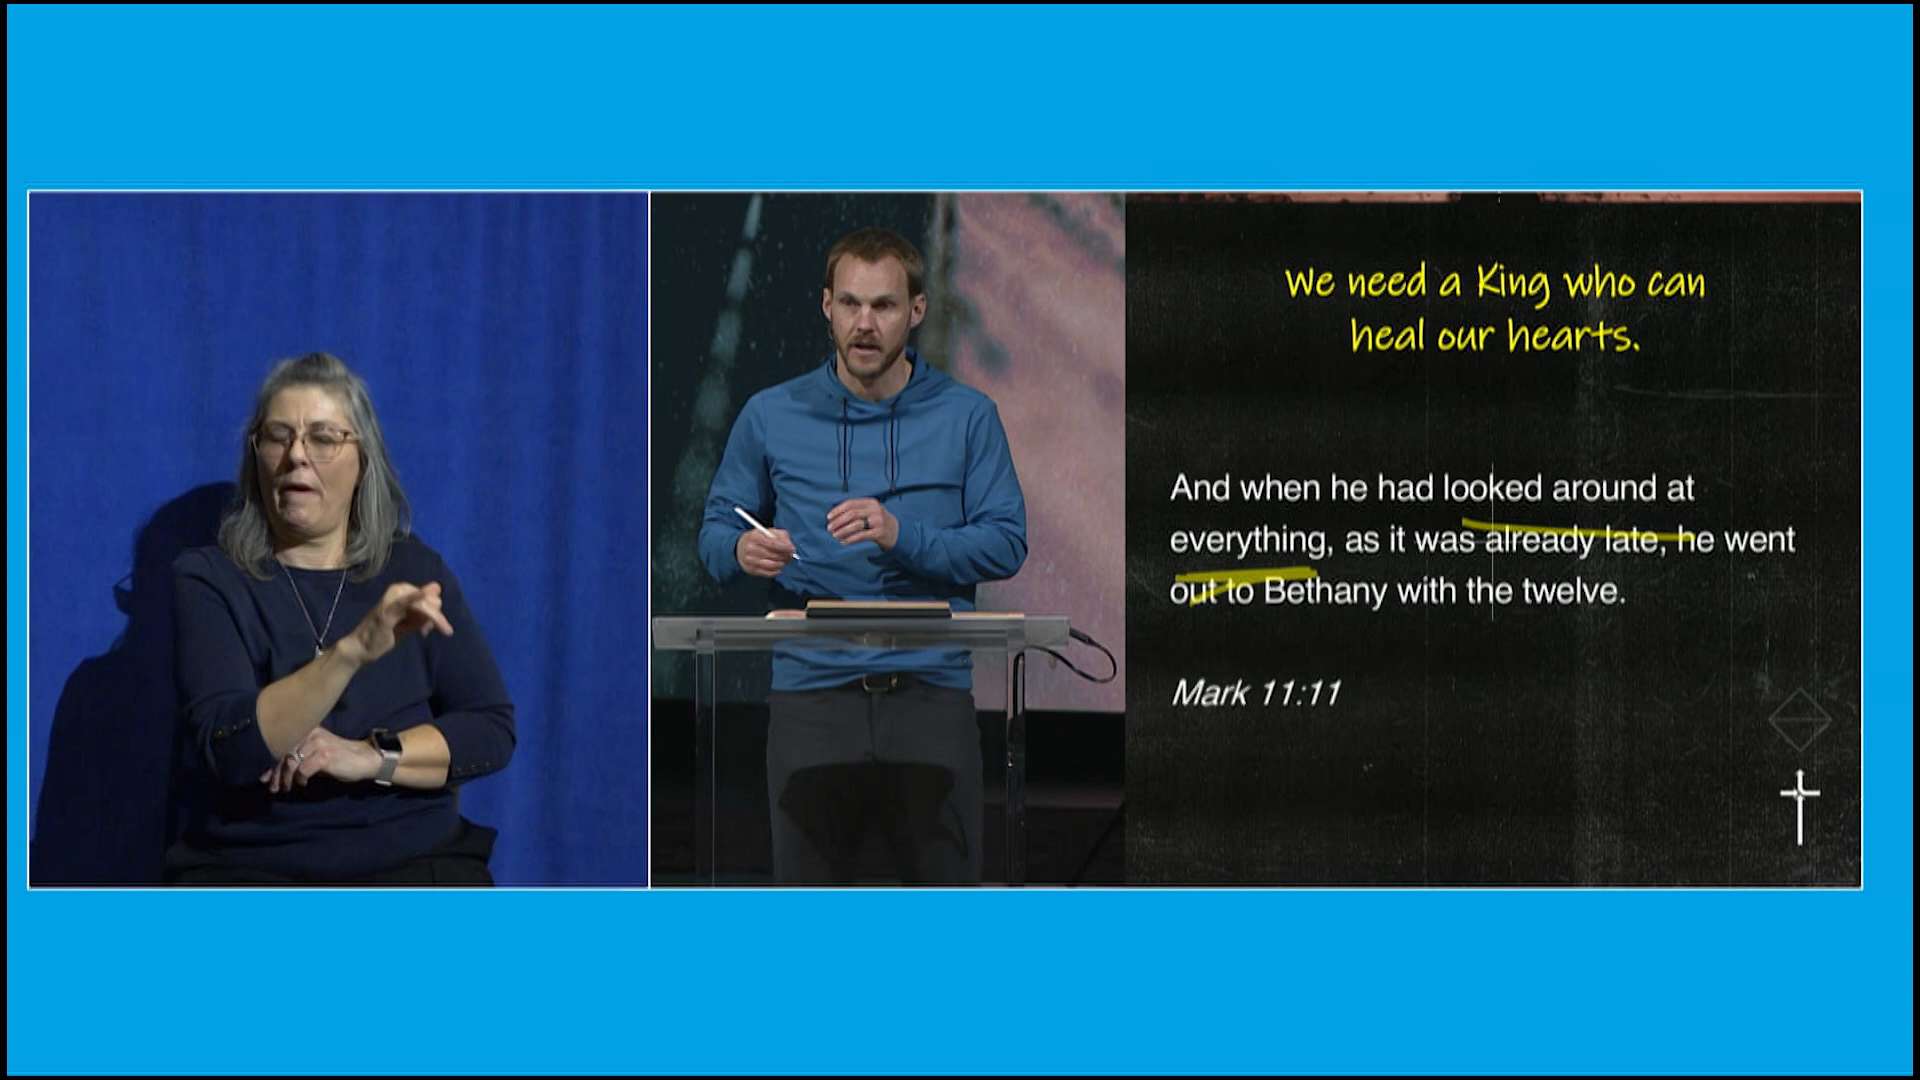 We need a King who can
heal our hearts.
And when he had looked around at
everything, as it was already late, he went
out to Bethany with the twelve.
Mark 11:11